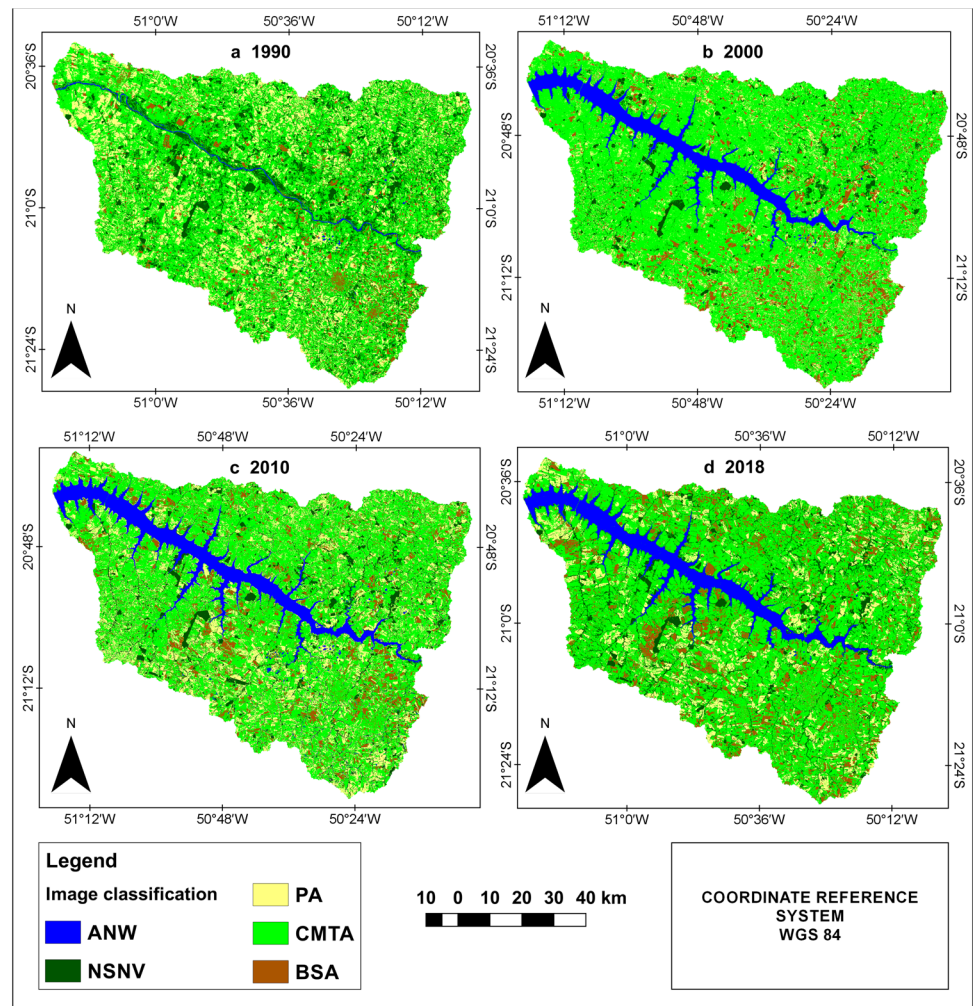 51°0'W 50°36'W 50°12'W
51°12'W 50°48'W 50°24'W
a 1990
b 2000
20°36'S
20°36'S
20°48'S
20°48'S
21°0'S
21°0'S
21°12'S
21°12'S
21°24'S
21°24'S
N
N
51°0'W 50°36'W 50°12'W
51°12'W 50°48'W 50°24'W
51°12'W 50°48'W 50°24'W
51°0'W 50°36'W 50°12'W
c 2010
d 2018
20°36'S
20°36'S
20°48'S
20°48'S
21°0'S
21°0'S
21°12'S
21°12'S
21°24'S
21°24'S
N
N
51°12'W 50°48'W 50°24'W
51°0'W 50°36'W 50°12'W
Legend
Image classification
ANW
NSNV
PA
CMTA
BSA
10 0 10 20 30 40 km
COORDINATE REFERENCE
SYSTEM
WGS 84